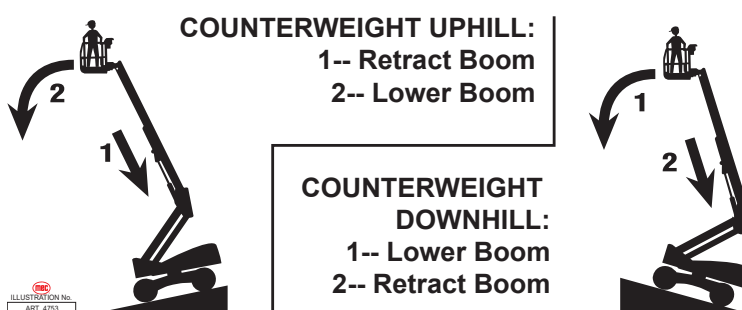 COUNTERWEIGHT UPHILL:
1-- Retract Boom
2-- Lower Boom
2
1
COUNTERWEIGHT
DOWNHILL:
1-- Lower Boom
2-- Retract Boom
1
2
mec
ILLUSTRATION No.
ART_4753